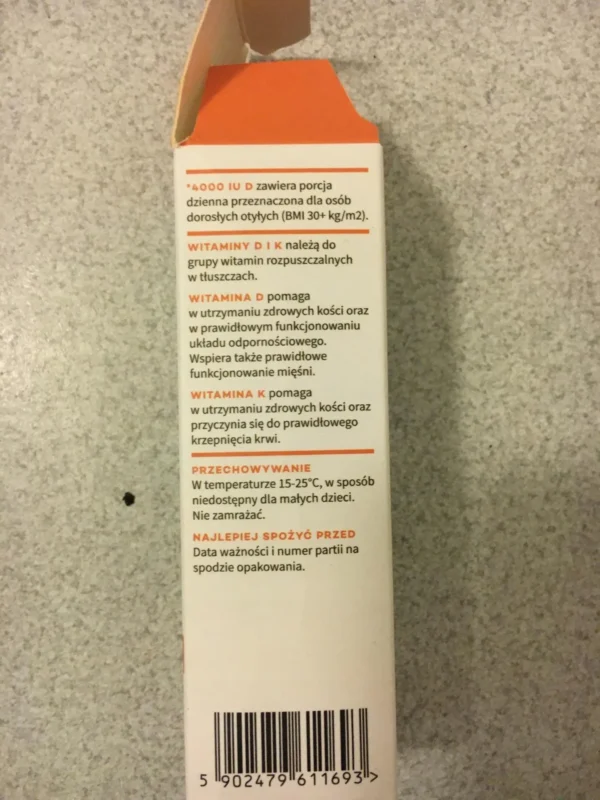 *4000 IU D zawiera porcja
dzienna przeznaczona dla osób
dorosłych otyłych (BMI 30+ kg/m2).
WITAMINY D I K należą do
grupy witamin rozpuszczalnych
w tłuszczach.
WITAMINA D pomaga
w utrzymaniu zdrowych kości oraz
w prawidłowym funkcjonowaniu
układu odpornościowego.
Wspiera także prawidłowe
funkcjonowanie mięśni.
WITAMINA K pomaga
w utrzymaniu zdrowych kości oraz
przyczynia się do prawidłowego
krzepnięcia krwi.
PRZECHOWYWANIE
W temperaturze 15-25°C, w sposób
niedostępny dla małych dzieci.
Nie zamrażać.
NAJLEPIEJ SPOŻYĆ PRZED
Data ważności i numer partii na
spodzie opakowania.
5 902479 611693 >